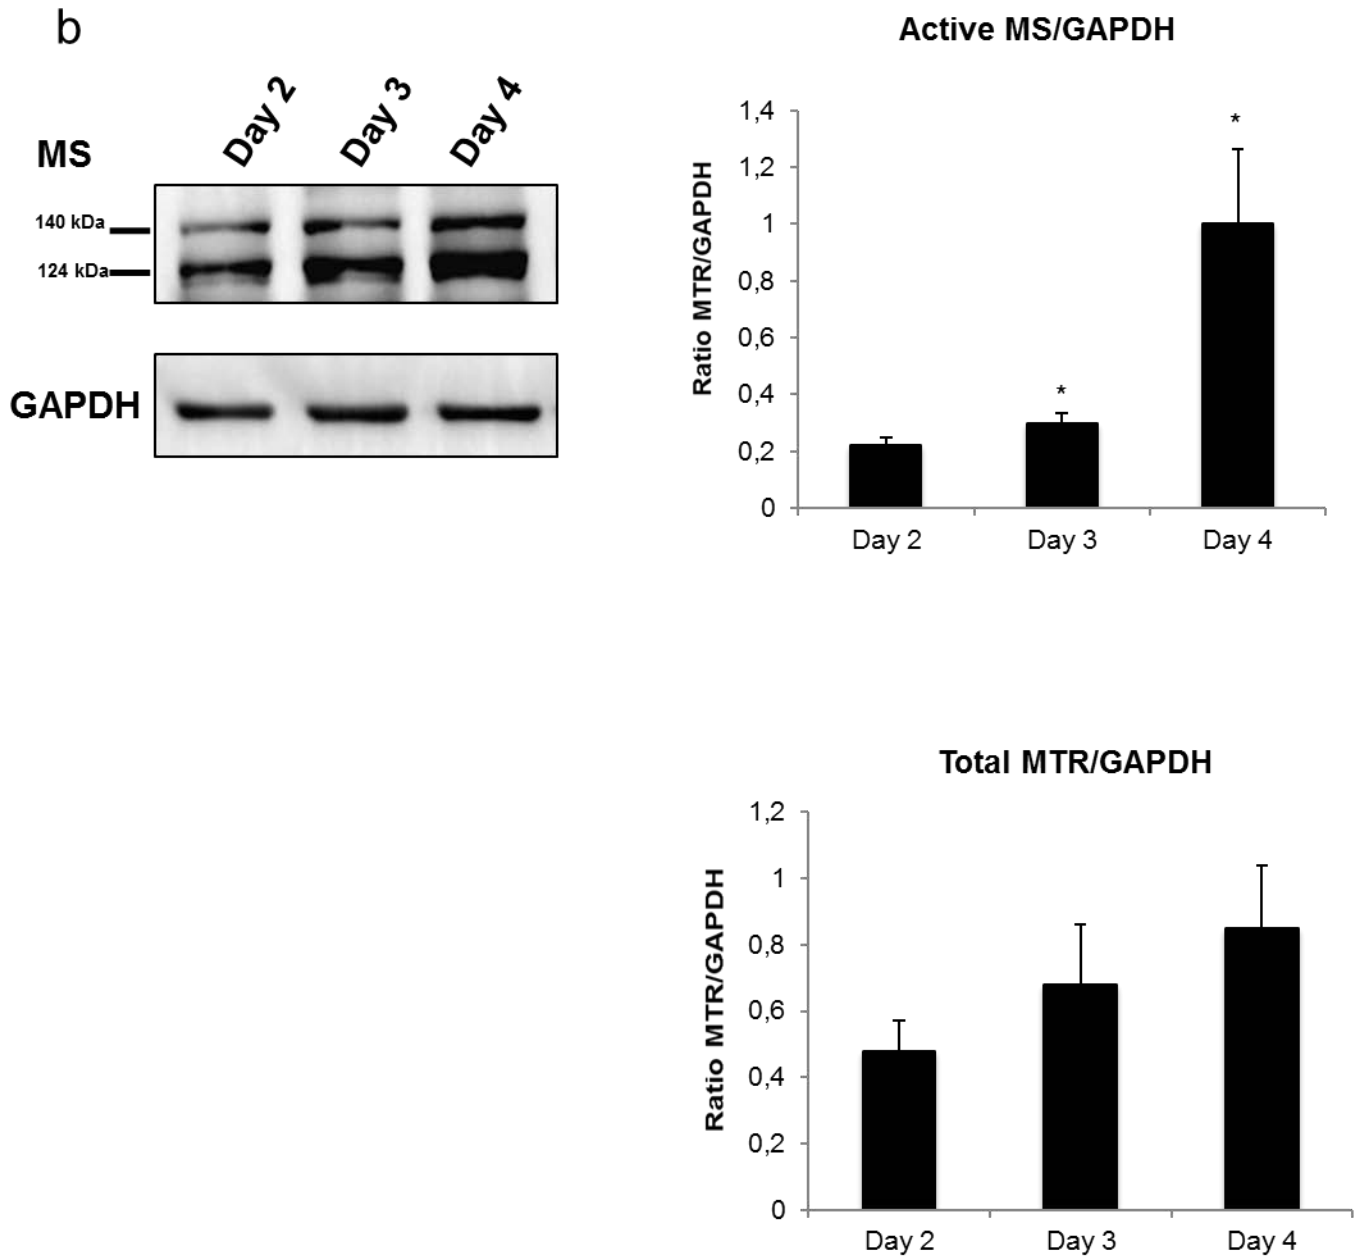 b
Day 2
Day 3
Day 4
MS
140 kDa
124 kDa
GAPDH
Active MS/GAPDH
Ratio MTR/GAPDH
1,4
1,2
1
0,8
0,6
0,4
0,2
0
*
*
Day 2
Day 3
Day 4
Total MTR/GAPDH
Ratio MTR/GAPDH
1,2
1
0,8
0,6
0,4
0,2
0
Day 2
Day 3
Day 4